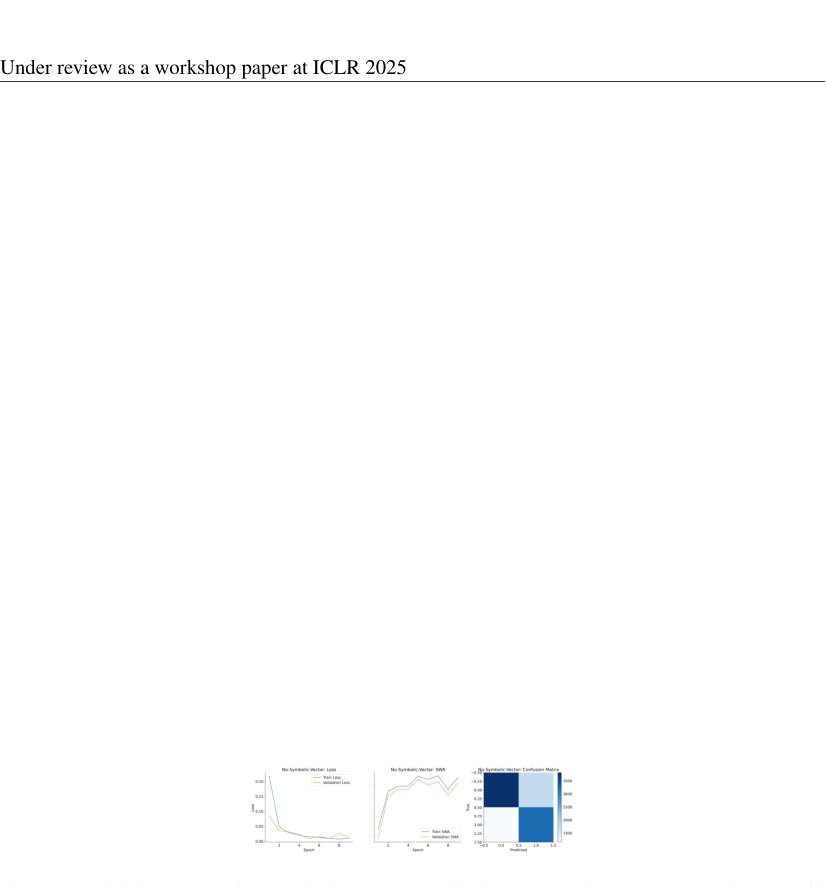 Under review as a workshop paper at ICLR 2025
No-Symbolic-Vector: Loss
Train Loss
Validation Loss
0.20
0.15
0.10
0.05
0.00
Loss
2 4 6 8
Epoch
No-Symbolic-Vector: SWA
Train SWA
Validation SWA
2 4 6 8
Epoch
No-Symbolic-Vector: Confusion Matrix
−0.25
0.00
0.25
0.50
0.75
1.00
1.25
1.50
True
−0.5 0.0 0.5 1.0 1.5
Predicted
3500
3000
2500
2000
1500